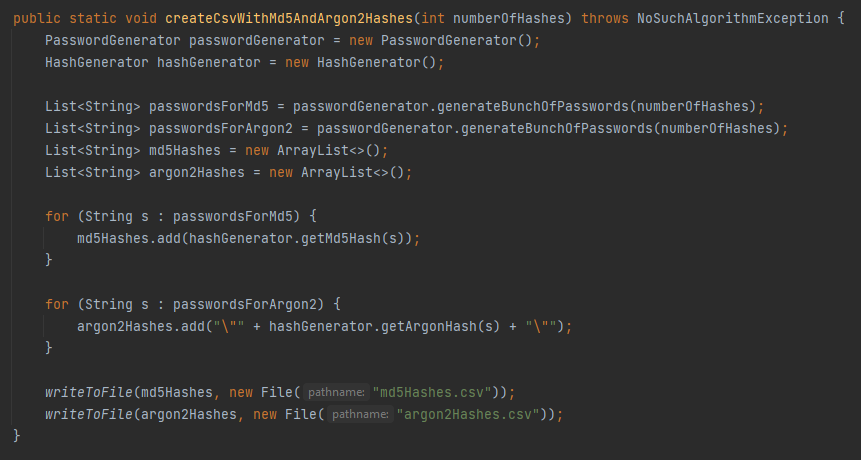 public static void createCsvWithMd5AndArgon2Hashes(int numberOfHashes) throws NoSuchAlgorithmException {
    PasswordGenerator passwordGenerator = new PasswordGenerator();
    HashGenerator hashGenerator = new HashGenerator();

    List<String> passwordsForMd5 = passwordGenerator.generateBunchOfPasswords(numberOfHashes);
    List<String> passwordsForArgon2 = passwordGenerator.generateBunchOfPasswords(numberOfHashes);
    List<String> md5Hashes = new ArrayList<>();
    List<String> argon2Hashes = new ArrayList<>();

    for (String s : passwordsForMd5) {
        md5Hashes.add(hashGenerator.getMd5Hash(s));
    }

    for (String s : passwordsForArgon2) {
        argon2Hashes.add("\"" + hashGenerator.getArgonHash(s) + "\"");
    }

    writeToFile(md5Hashes, new File( pathname: "md5Hashes.csv"));
    writeToFile(argon2Hashes, new File( pathname: "argon2Hashes.csv"));
}